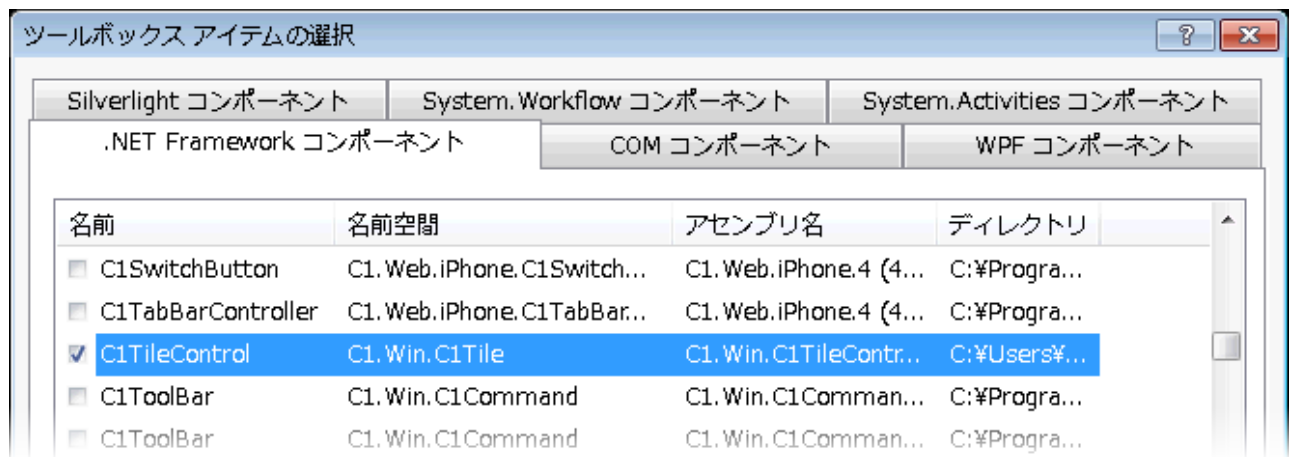 ツールボックス アイテムの選択
Silverlight コンポーネント System.Workflow コンポーネント System.Activities コンポーネント
.NET Framework コンポーネント COM コンポーネント WPF コンポーネント
名前 名前空間 アセンブリ名 ディレクトリ
C1SwitchButton C1.Web.iPhone.C1Switch... C1.Web.iPhone.4 (4... C:¥Progra...
C1TabBarController C1.Web.iPhone.C1TabBar... C1.Web.iPhone.4 (4... C:¥Progra...
C1TileControl C1.Win.C1Tile C1.Win.C1TileContr... C:¥Users¥...
C1ToolBar C1.Win.C1Command C1.Win.C1Comman... C:¥Progra...
C1ToolBar C1.Win.C1Command C1.Win.C1Comman... C:¥Progra...